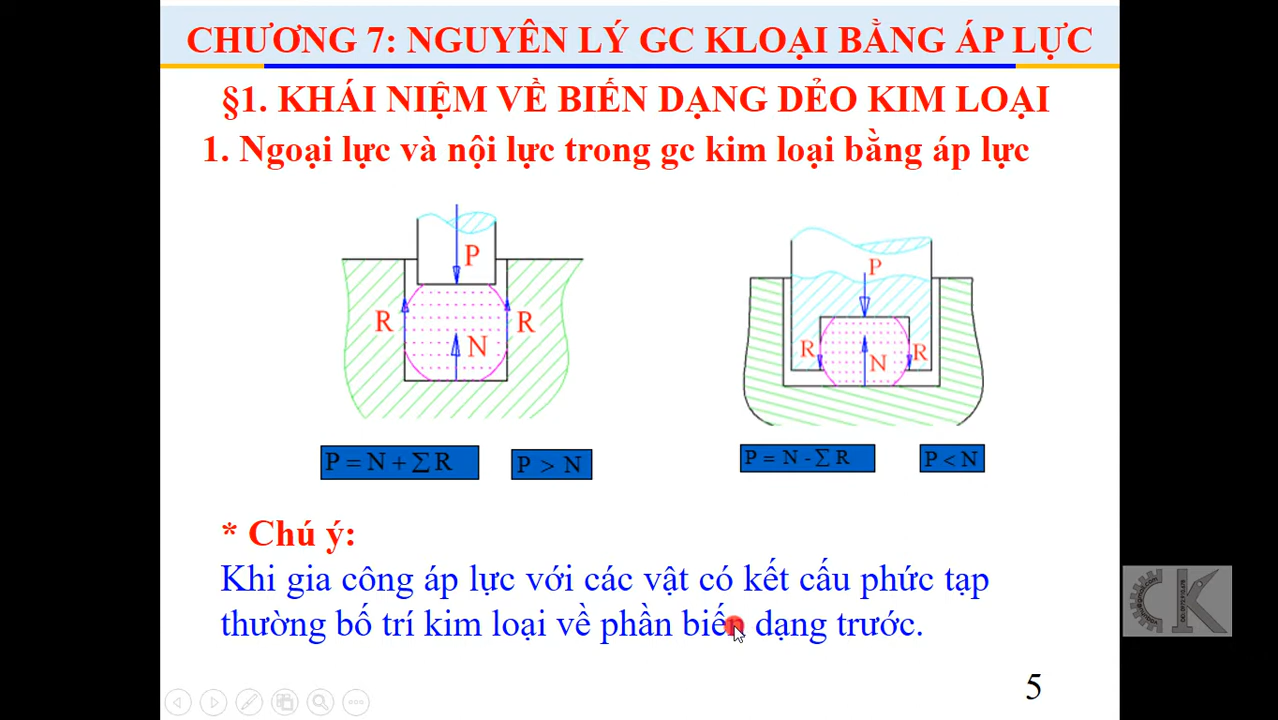 CHƯƠNG 7: NGUYÊN LÝ GC KLOẠI BẰNG ÁP LỰC
§1. KHÁI NIỆM VỀ BIẾN DẠNG DẺO KIM LOẠI
1. Ngoại lực và nội lực trong gc kim loại bằng áp lực
P
R
R
N
P
R
R
N
P = N + ∑ R
P > N
P = N - ∑ R
P < N
* Chú ý:
Khi gia công áp lực với các vật có kết cấu phức tạp
thường bố trí kim loại về phần biến dạng trước.
5
CK